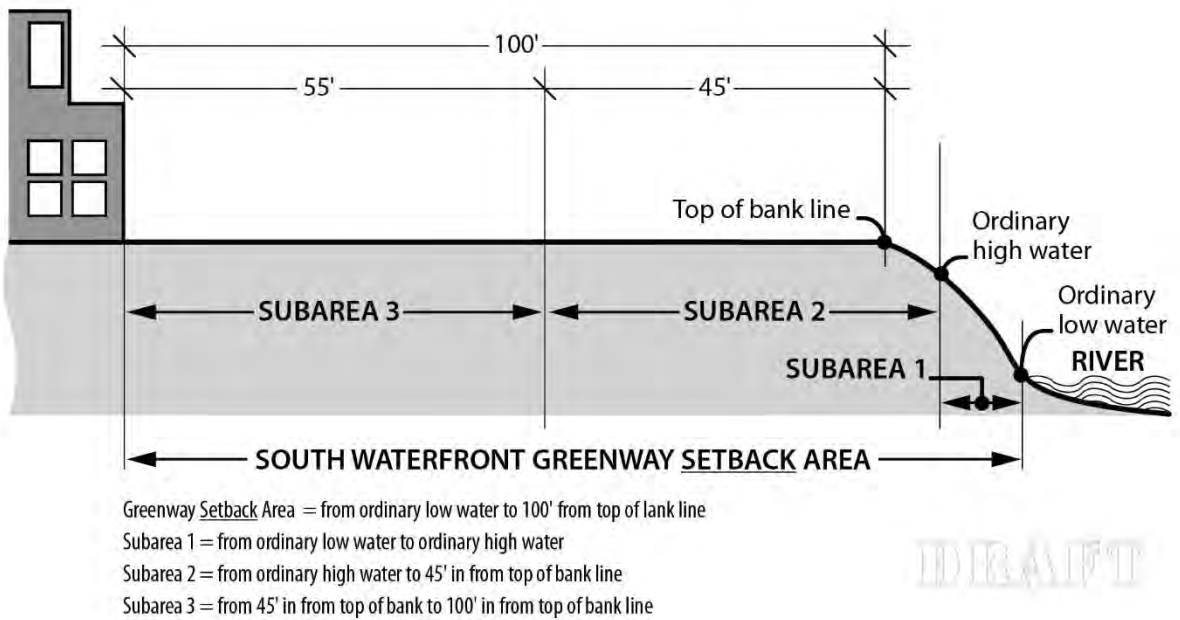 100'
55'
45'
Top of bank line
Ordinary
high water
Ordinary
low water
RIVER
SUBAREA 3
SUBAREA 2
SUBAREA 1
SOUTH WATERFRONT GREENWAY SETBACK AREA
Greenway Setback Area = from ordinary low water to 100' from top of lank line
Subarea 1 = from ordinary low water to ordinary high water
Subarea 2 = from ordinary high water to 45' in from top of bank line
Subarea 3 = from 45' in from top of bank to 100' in from top of bank line
DRAFT